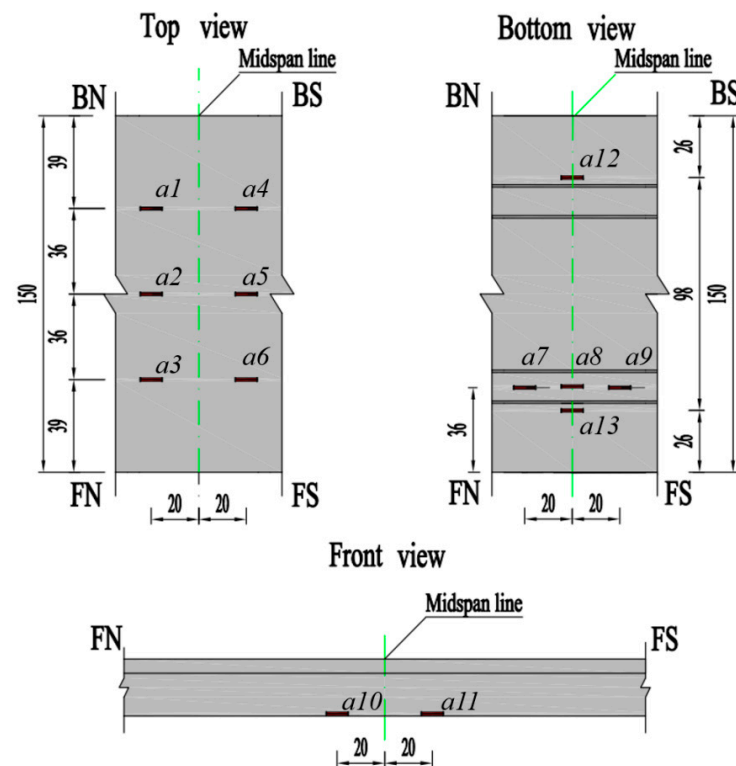 Top view
Midspan line
BN
BS
39
a1
a4
36
a2
a5
150
36
a3
a6
39
FN
FS
20
20
Bottom view
Midspan line
BN
BS
a12
26
98
150
a7
a8
a9
a13
36
26
FN
FS
20
20
Front view
Midspan line
FN
FS
a10
a11
20
20